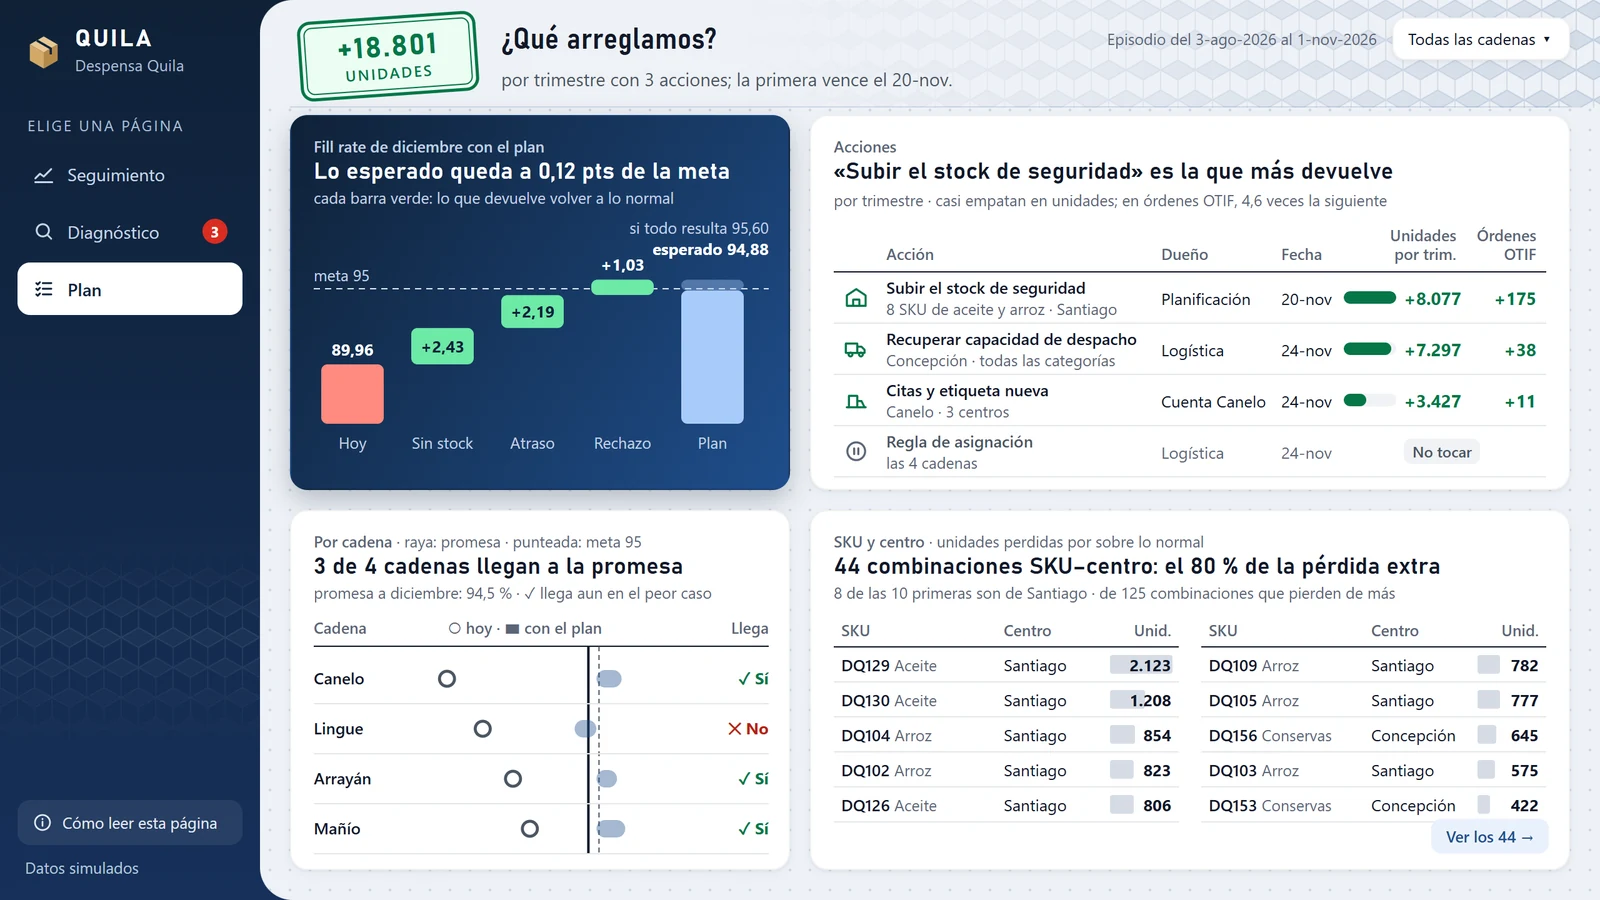 QUILA
Despensa Quila
ELIGE UNA PÁGINA
Seguimiento
Diagnóstico 3
Plan
Cómo leer esta página
Datos simulados
+18.801
UNIDADES
¿Qué arreglamos?
por trimestre con 3 acciones; la primera vence el 20-nov.
Episodio del 3-ago-2026 al 1-nov-2026
Todas las cadenas ▾
Fill rate de diciembre con el plan
Lo esperado queda a 0,12 pts de la meta
cada barra verde: lo que devuelve volver a lo normal
si todo resulta 95,60
esperado 94,88
+1,03
meta 95
+2,19
+2,43
89,96
Hoy Sin stock Atraso Rechazo Plan
Acciones
«Subir el stock de seguridad» es la que más devuelve
por trimestre · casi empatan en unidades; en órdenes OTIF, 4,6 veces la siguiente
Acción Dueño Fecha Unidades por trim. Órdenes OTIF
Subir el stock de seguridad Planificación 20-nov +8.077 +175
8 SKU de aceite y arroz · Santiago
Recuperar capacidad de despacho Logística 24-nov +7.297 +38
Concepción · todas las categorías
Citas y etiqueta nueva Cuenta Canelo 24-nov +3.427 +11
Canelo · 3 centros
Regla de asignación Logística 24-nov No tocar
las 4 cadenas
Por cadena · raya: promesa · punteada: meta 95
3 de 4 cadenas llegan a la promesa
promesa a diciembre: 94,5 % · ✓ llega aun en el peor caso
Cadena hoy · con el plan Llega
Canelo ✓ Sí
Lingue ✕ No
Arrayán ✓ Sí
Mañío ✓ Sí
SKU y centro · unidades perdidas por sobre lo normal
44 combinaciones SKU–centro: el 80 % de la pérdida extra
8 de las 10 primeras son de Santiago · de 125 combinaciones que pierden de más
SKU Centro Unid. SKU Centro Unid.
DQ129 Aceite Santiago 2.123 DQ109 Arroz Santiago 782
DQ130 Aceite Santiago 1.208 DQ105 Arroz Santiago 777
DQ104 Arroz Santiago 854 DQ156 Conservas Concepción 645
DQ102 Arroz Santiago 823 DQ103 Arroz Santiago 575
DQ126 Aceite Santiago 806 DQ153 Conservas Concepción 422
Ver los 44 →